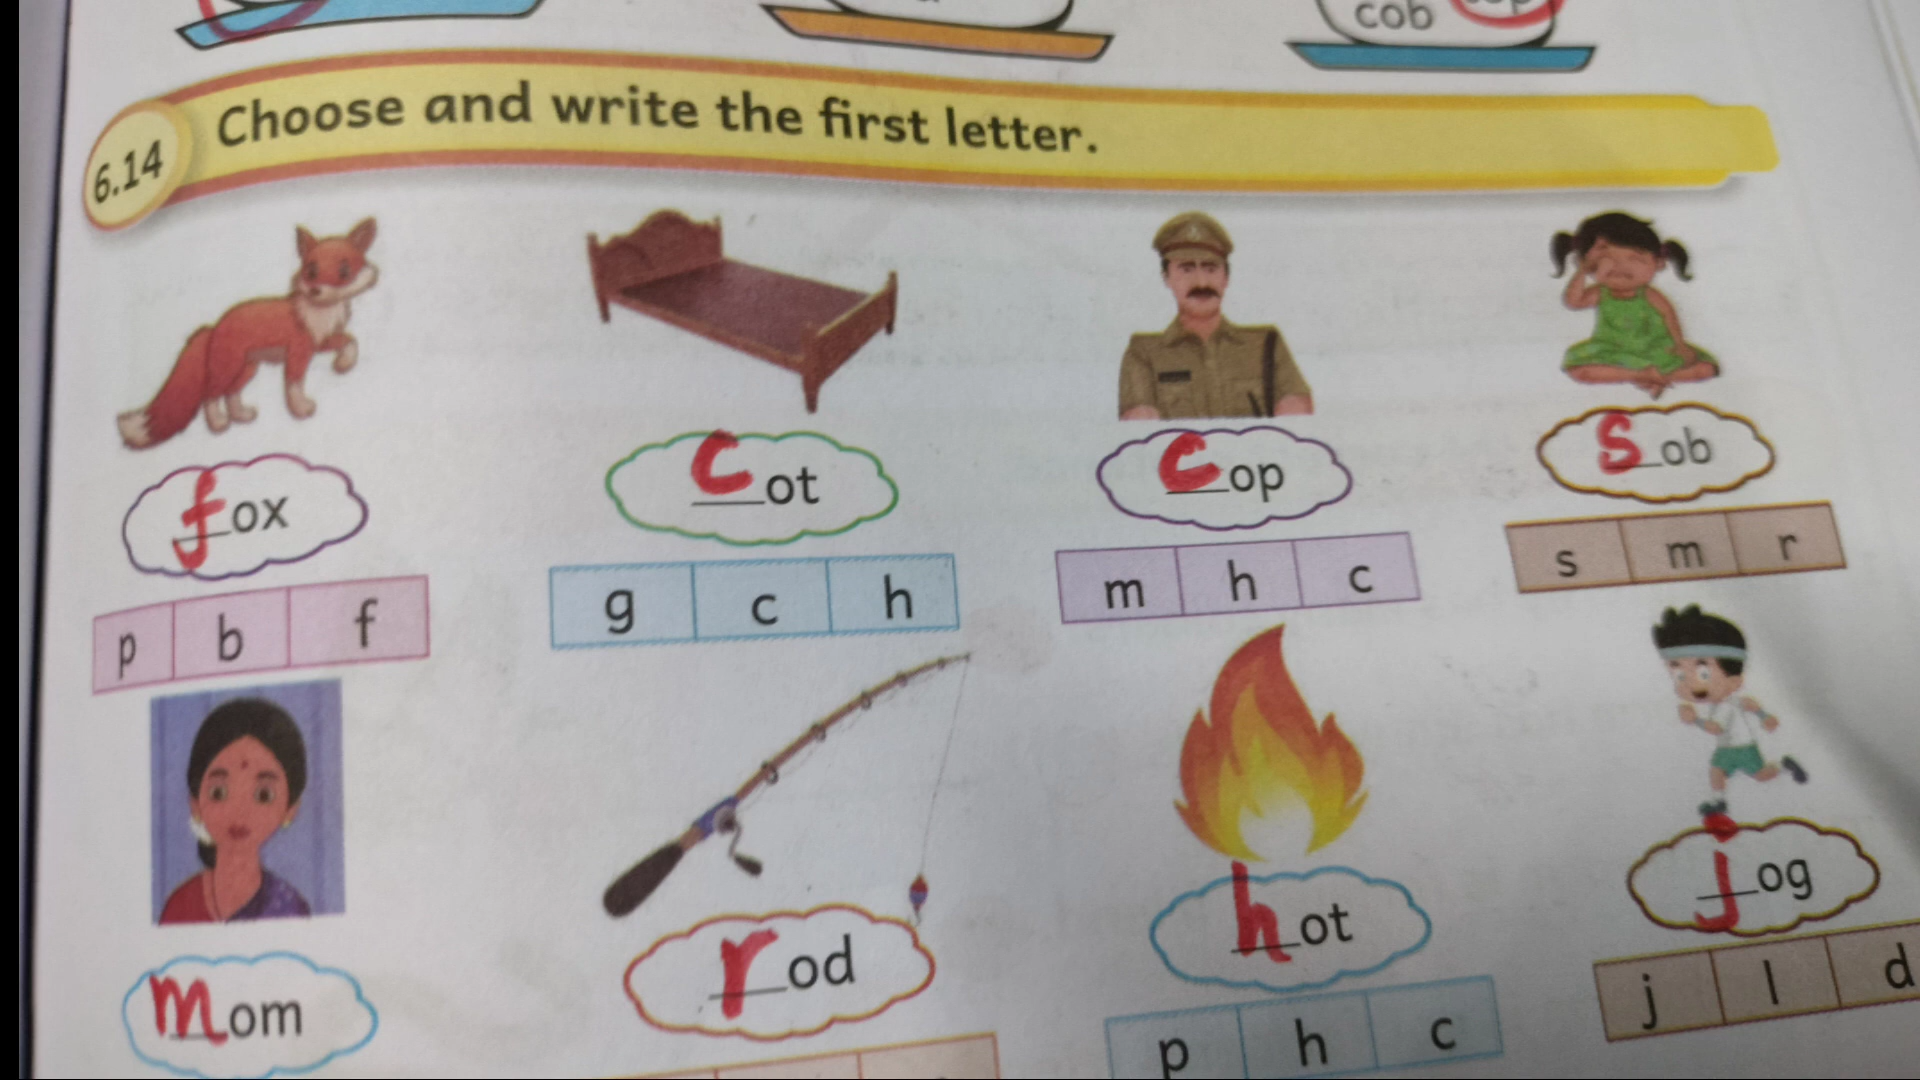 cob
6.14 Choose and write the first letter.
fox cot cop sob
p b f g c h m h c s m r
mom rod hot jog
p h c j l d